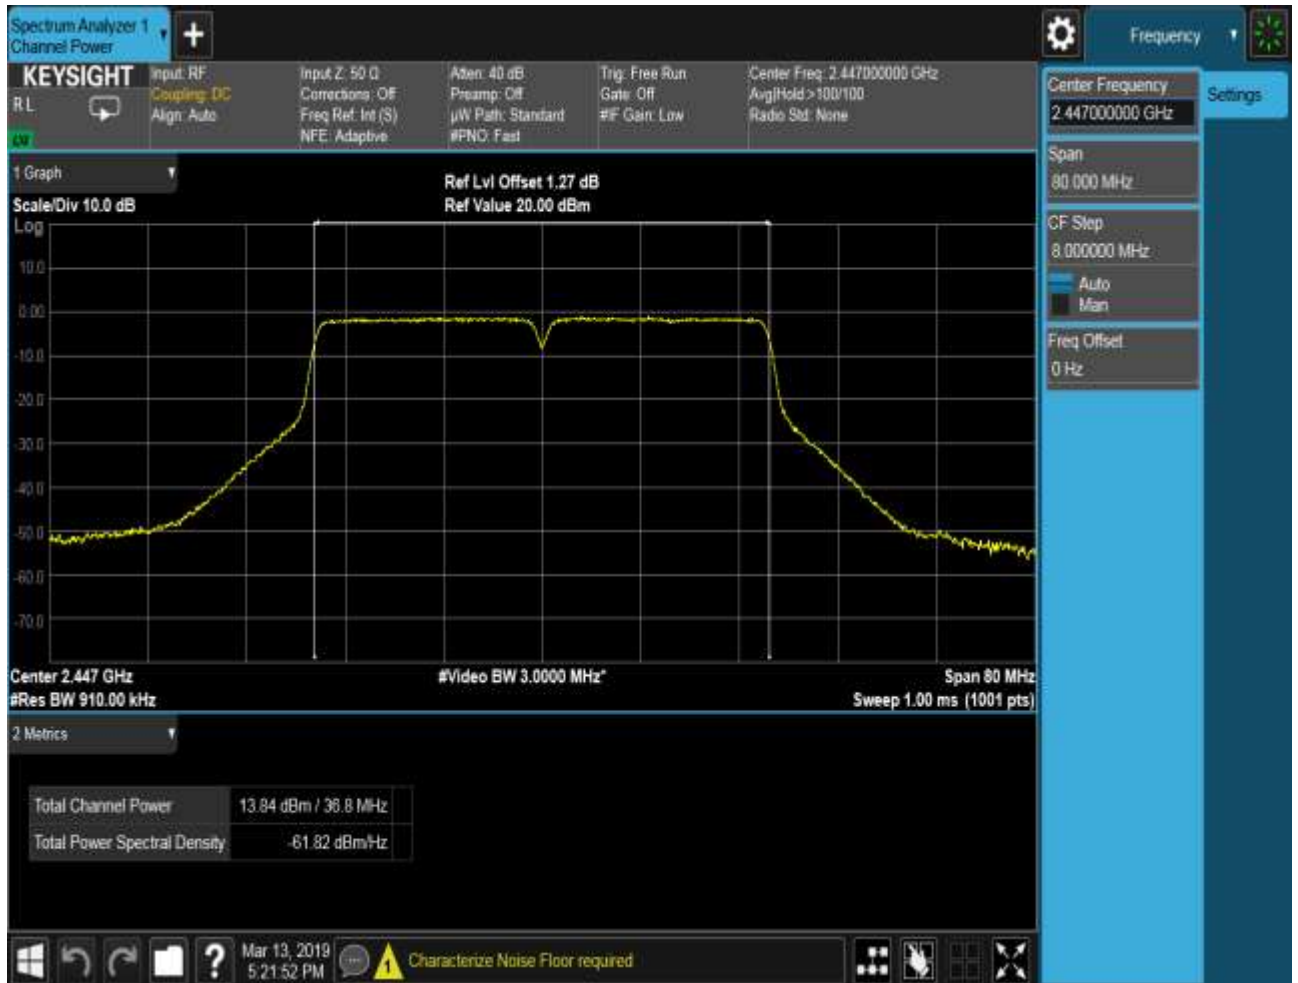 Spectrum Analyzer 1
Channel Power
Frequency
KEYSIGHT
R L
Input: RF
Coupling: DC
Align: Auto
Input Z: 50 Ω
Corrections: Off
Freq Ref: Int (S)
NFE: Adaptive
Atten: 40 dB
Preamp: Off
µW Path: Standard
#PNO: Fast
Trig: Free Run
Gate: Off
#IF Gain: Low
Center Freq: 2.447000000 GHz
Avg|Hold:>100/100
Radio Std: None
Center Frequency
2.447000000 GHz
Settings
Span
80.000 MHz
CF Step
8.000000 MHz
Auto
Man
Freq Offset
0 Hz
1 Graph
Scale/Div 10.0 dB
Ref Lvl Offset 1.27 dB
Ref Value 20.00 dBm
Log
10.0
0.00
-10.0
-20.0
-30.0
-40.0
-50.0
-60.0
-70.0
Center 2.447 GHz
#Video BW 3.0000 MHz*
Span 80 MHz
#Res BW 910.00 kHz
Sweep 1.00 ms (1001 pts)
2 Metrics
Total Channel Power 13.84 dBm / 36.8 MHz
Total Power Spectral Density -61.82 dBm/Hz
?
Mar 13, 2019
5:21:52 PM
1
Characterize Noise Floor required